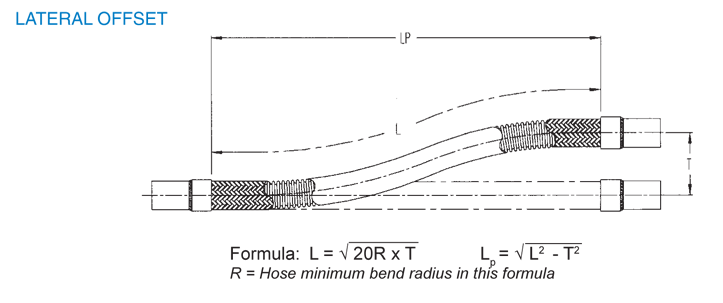 LATERAL OFFSET
LP
L
T
Formula: L = √20R x T    Lp = √L² - T²
R = Hose minimum bend radius in this formula